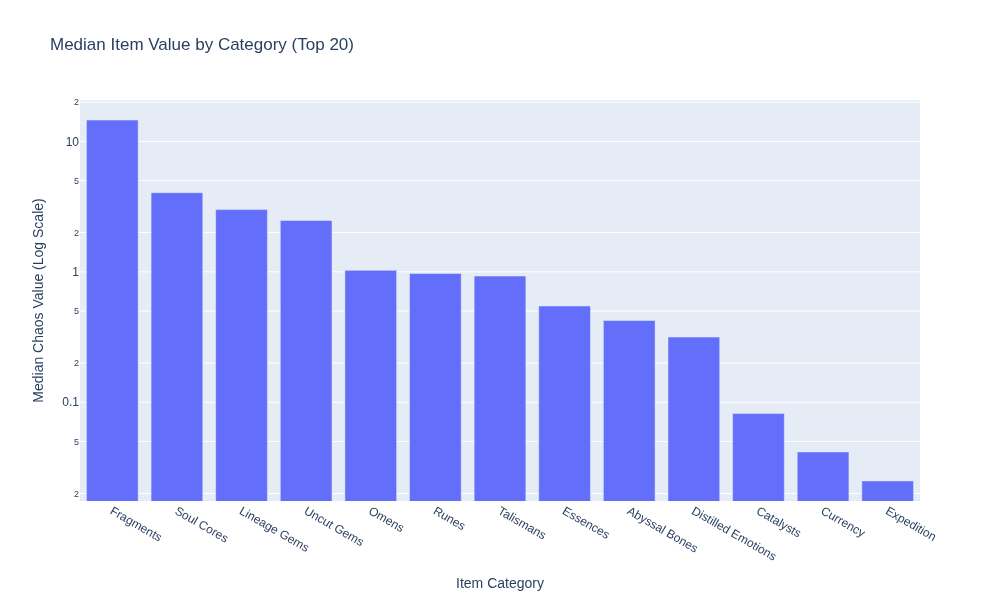 Median Item Value by Category (Top 20)
Median Chaos Value (Log Scale)
2
10
5
2
1
5
2
0.1
5
2
Fragments
Soul Cores
Lineage Gems
Uncut Gems
Omens
Runes
Talismans
Essences
Abyssal Bones
Distilled Emotions
Catalysts
Currency
Expedition
Item Category